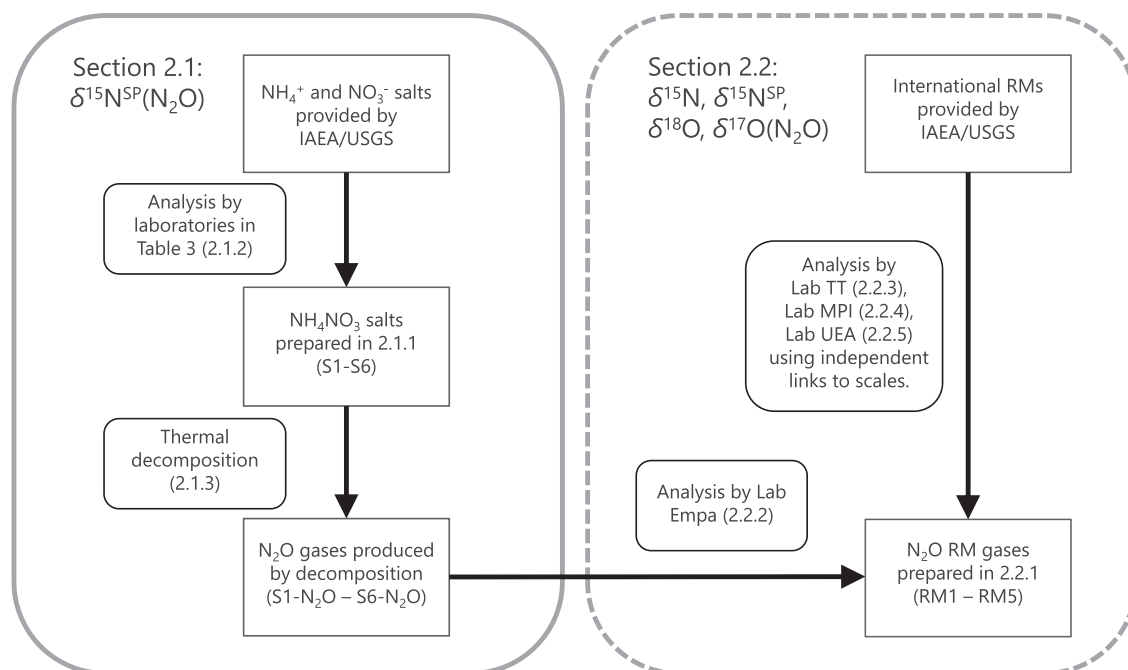 Section 2.1:
δ¹⁵Nˢᴾ(N₂O)
NH₄⁺ and NO₃⁻ salts
provided by
IAEA/USGS
Analysis by
laboratories in
Table 3 (2.1.2)
NH₄NO₃ salts
prepared in 2.1.1
(S1-S6)
Thermal
decomposition
(2.1.3)
N₂O gases produced
by decomposition
(S1-N₂O – S6-N₂O)
Section 2.2:
δ¹⁵N, δ¹⁵Nˢᴾ,
δ¹⁸O, δ¹⁷O(N₂O)
International RMs
provided by
IAEA/USGS
Analysis by
Lab TT (2.2.3),
Lab MPI (2.2.4),
Lab UEA (2.2.5)
using independent
links to scales.
Analysis by Lab
Empa (2.2.2)
N₂O RM gases
prepared in 2.2.1
(RM1 – RM5)